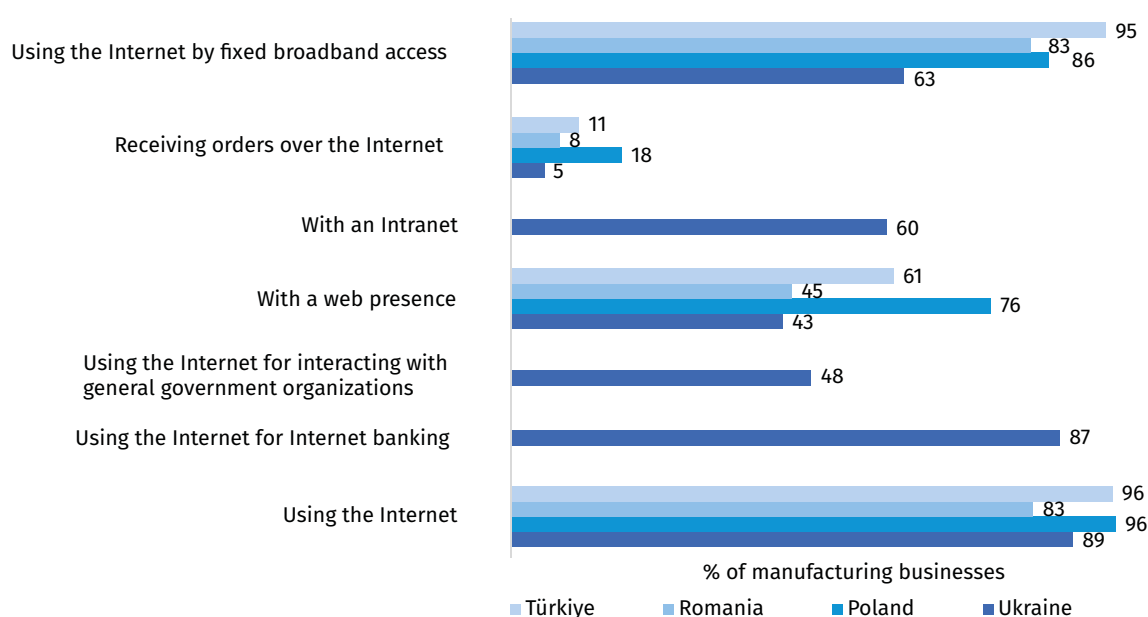 Using the Internet by fixed broadband access
95
83
86
63
Receiving orders over the Internet
11
8
18
5
With an Intranet
60
With a web presence
61
45
76
43
Using the Internet for interacting with
general government organizations
48
Using the Internet for Internet banking
87
Using the Internet
96
83
96
89
% of manufacturing businesses
Türkiye Romania Poland Ukraine